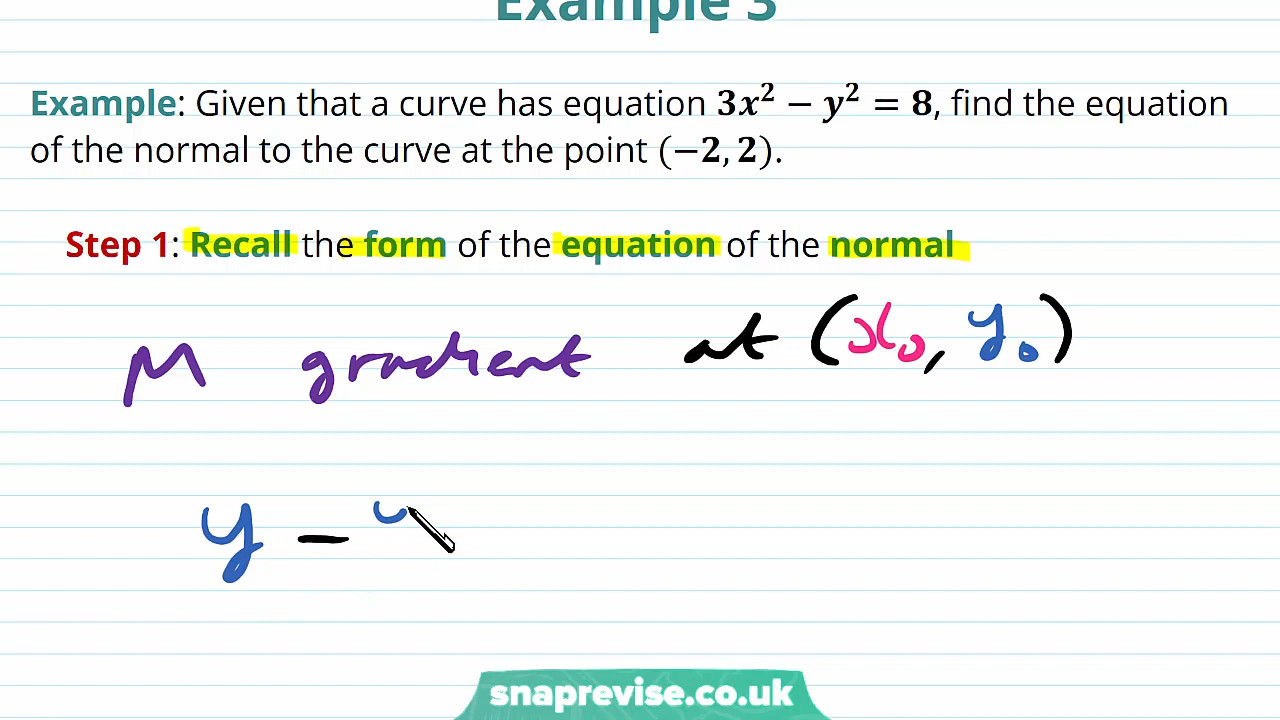 Example 3
Example: Given that a curve has equation 3x² − y² = 8, find the equation
of the normal to the curve at the point (−2, 2).
Step 1: Recall the form of the equation of the normal
M gradient at (x₀, y₀)
y −
snaprevise.co.uk